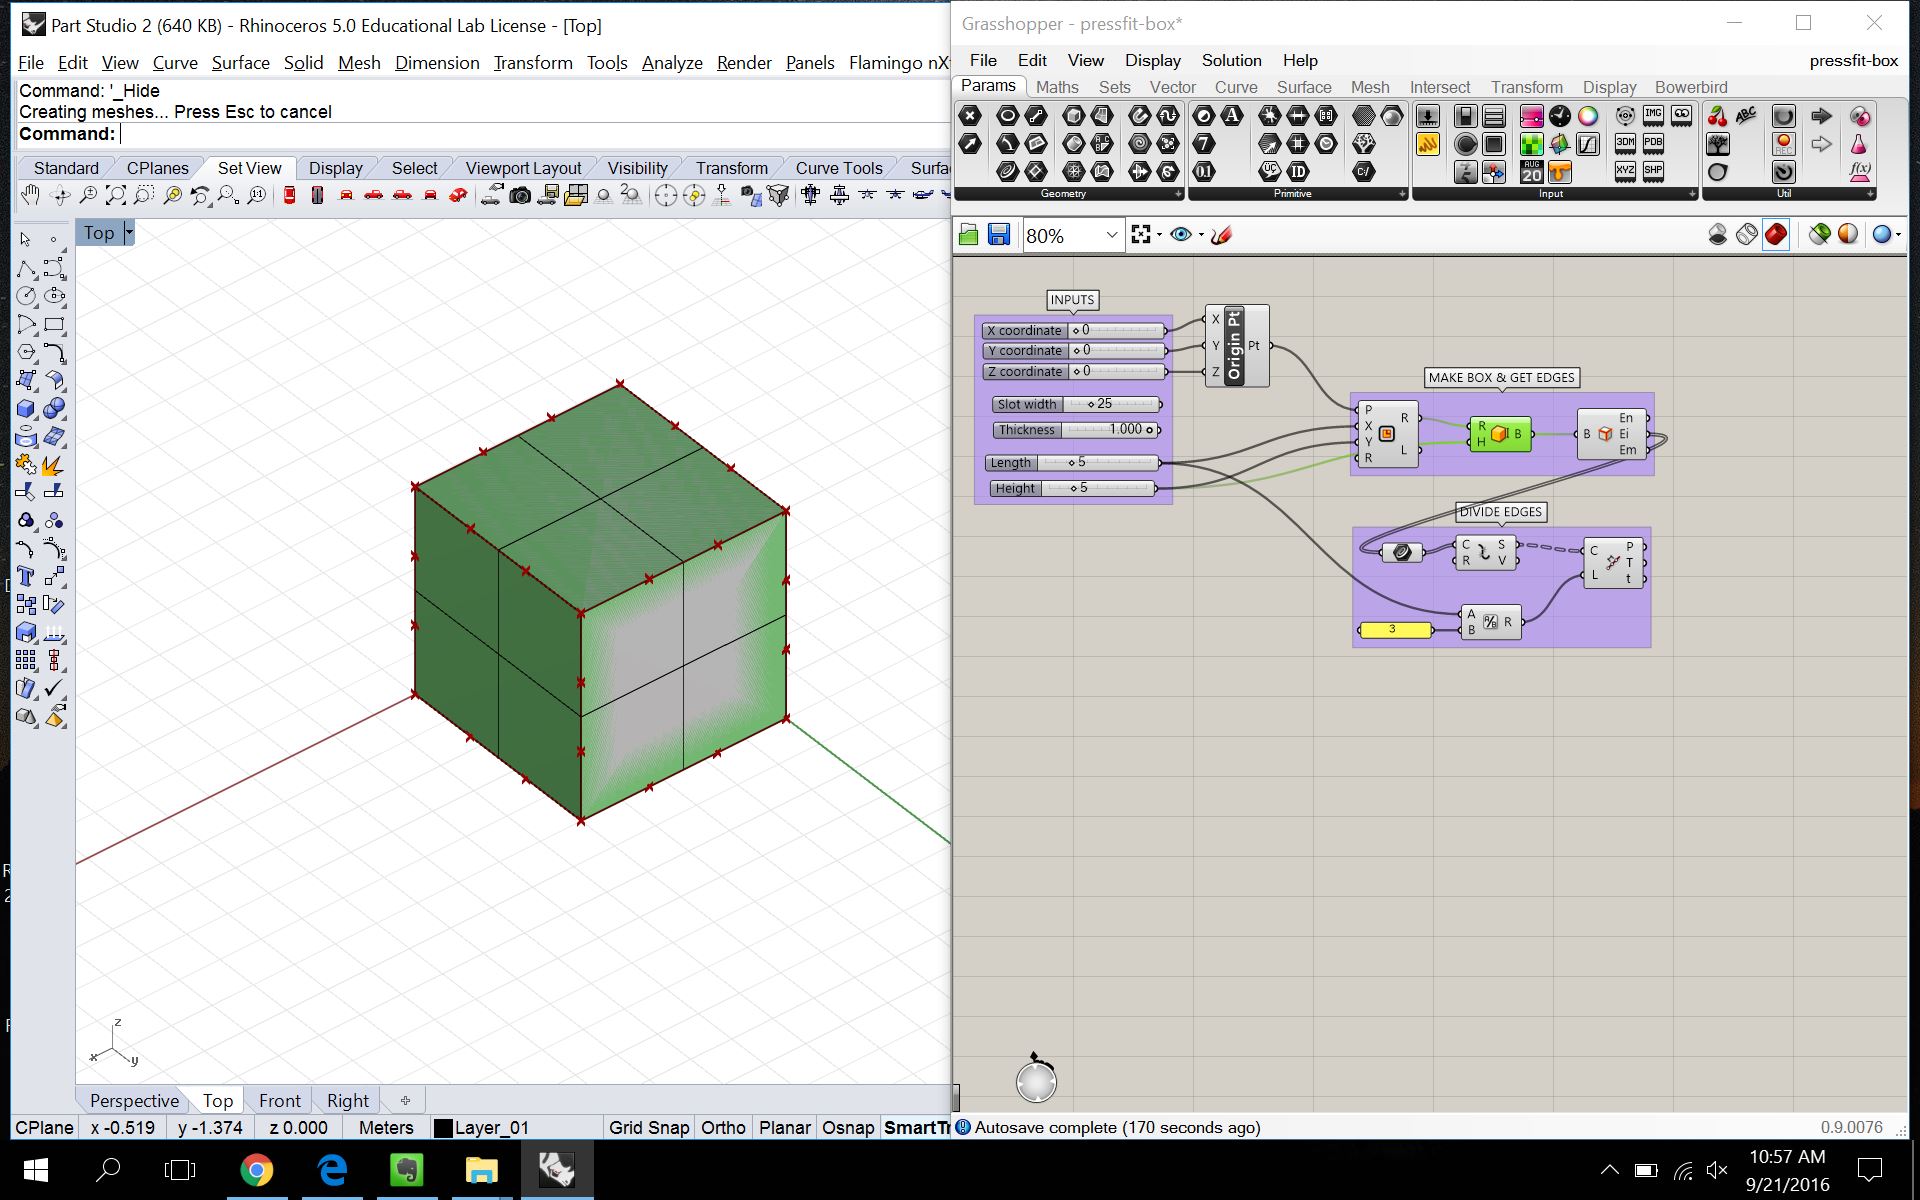 Part Studio 2 (640 KB) - Rhinoceros 5.0 Educational Lab License - [Top]
File Edit View Curve Surface Solid Mesh Dimension Transform Tools Analyze Render Panels Flamingo nX
Command: '_Hide
Creating meshes... Press Esc to cancel
Command:
Standard CPlanes Set View Display Select Viewport Layout Visibility Transform Curve Tools Surfa
Top
z
x y
Perspective Top Front Right
CPlane x -0.519 y -1.374 z 0.000 Meters Layer_01 Grid Snap Ortho Planar Osnap SmartTr
Grasshopper - pressfit-box*
File Edit View Display Solution Help pressfit-box
Params Maths Sets Vector Curve Surface Mesh Intersect Transform Display Bowerbird
Geometry Primitive Input Util
80%
INPUTS
X coordinate 0
Y coordinate 0
Z coordinate 0
Slot width 25
Thickness 1.000
Length 5
Height 5
X
Y
Z
Origin Pt
Pt
MAKE BOX & GET EDGES
P
X
Y
R
R
L
R
H
B
B
En
Ei
Em
DIVIDE EDGES
C
R
S
V
C
L
P
T
t
3
A
B
R
Autosave complete (170 seconds ago) 0.9.0076
10:57 AM
9/21/2016